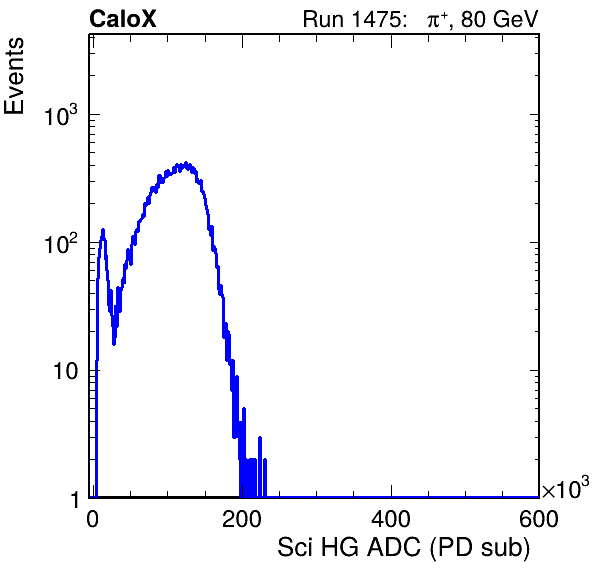 CaloX Run 1475: π⁺, 80 GeV
Events
10³
10²
10
1
0 200 400 600
×10³
Sci HG ADC (PD sub)